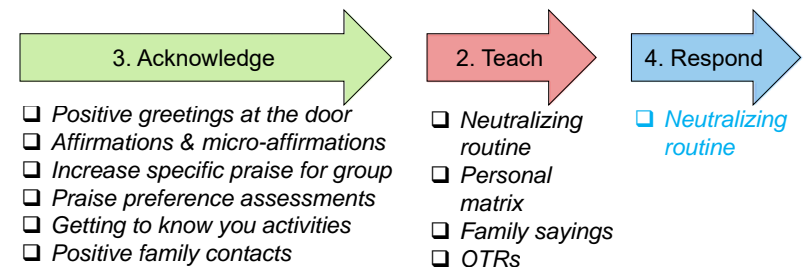 3. Acknowledge
❑ Positive greetings at the door
❑ Affirmations & micro-affirmations
❑ Increase specific praise for group
❑ Praise preference assessments
❑ Getting to know you activities
❑ Positive family contacts
2. Teach
❑ Neutralizing
routine
❑ Personal
matrix
❑ Family sayings
❑ OTRs
4. Respond
❑ Neutralizing
routine